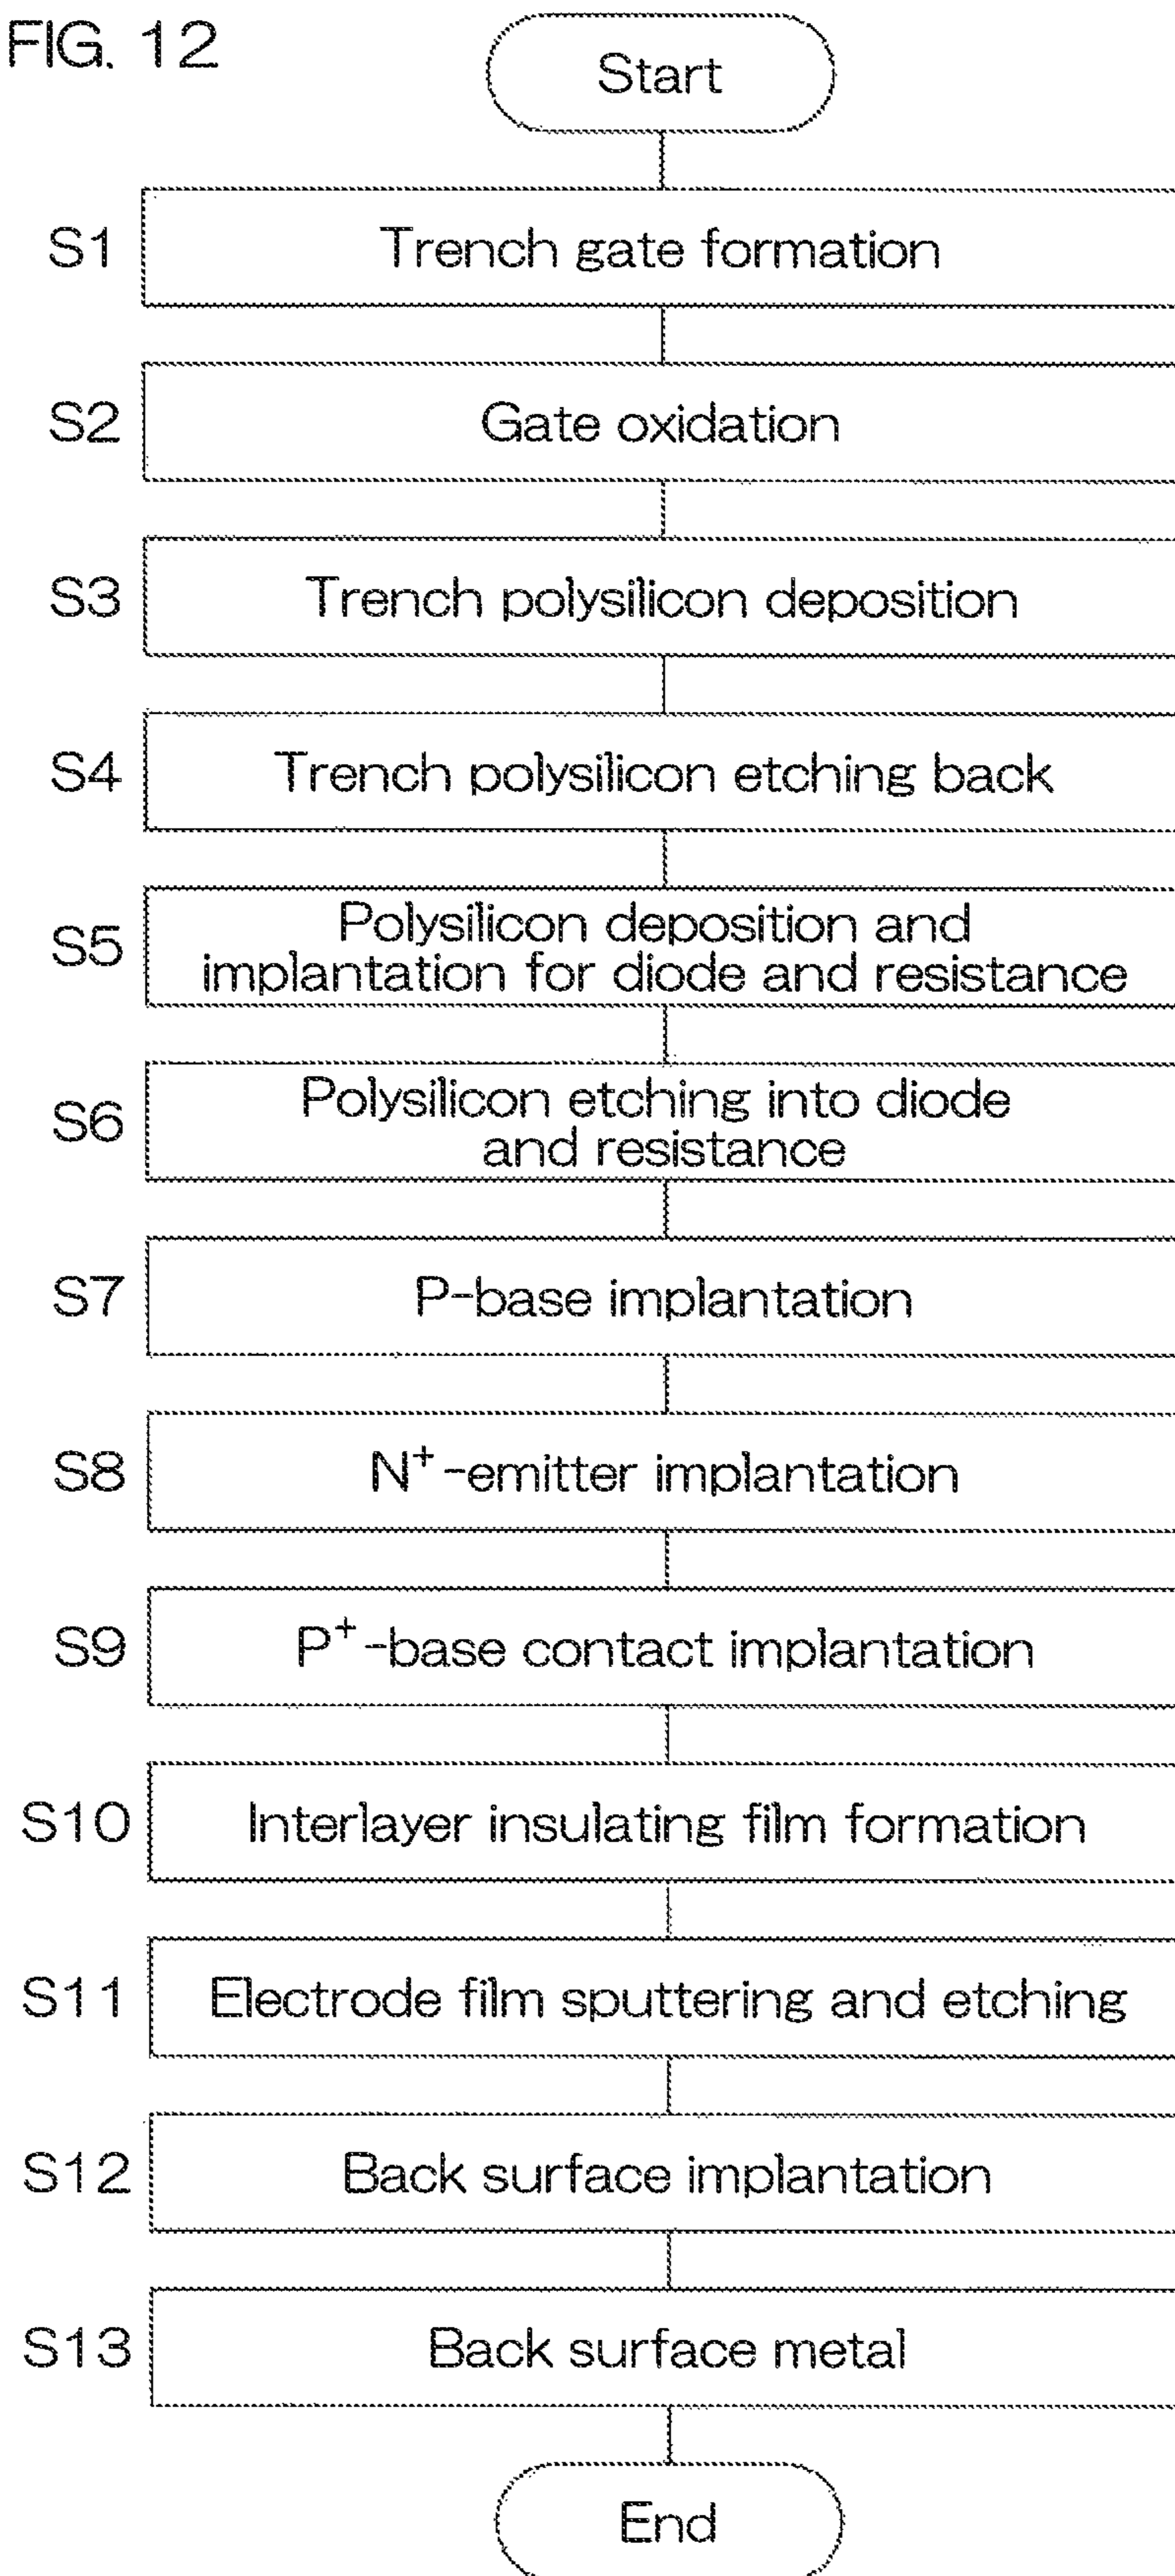 FIG. 12
Start
S1 Trench gate formation
S2 Gate oxidation
S3 Trench polysilicon deposition
S4 Trench polysilicon etching back
S5 Polysilicon deposition and
implantation for diode and resistance
S6 Polysilicon etching into diode
and resistance
S7 P-base implantation
S8 N⁺-emitter implantation
S9 P⁺-base contact implantation
S10 Interlayer insulating film formation
S11 Electrode film sputtering and etching
S12 Back surface implantation
S13 Back surface metal
End